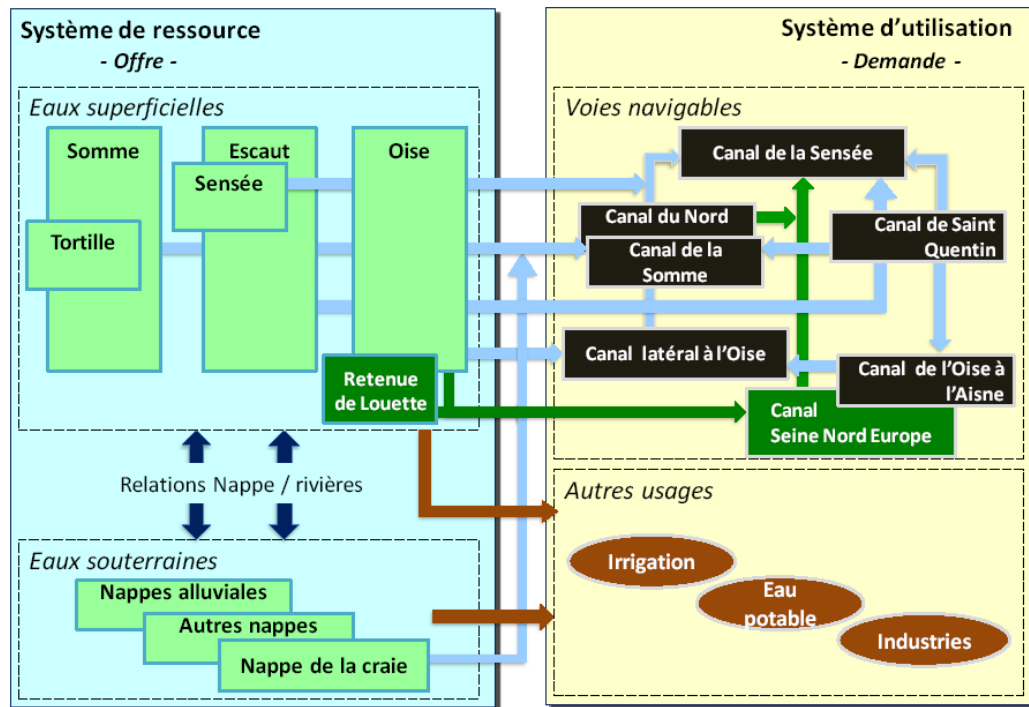 Système de ressource
- Offre -
Eaux superficielles
Somme
Escaut
Oise
Sensée
Tortille
Retenue
de Louette
Relations Nappe / rivières
Eaux souterraines
Nappes alluviales
Autres nappes
Nappe de la craie
Système d’utilisation
- Demande -
Voies navigables
Canal de la Sensée
Canal du Nord
Canal de la
Somme
Canal de Saint
Quentin
Canal latéral à l’Oise
Canal de l’Oise à
l’Aisne
Canal
Seine Nord Europe
Autres usages
Irrigation
Eau
potable
Industries